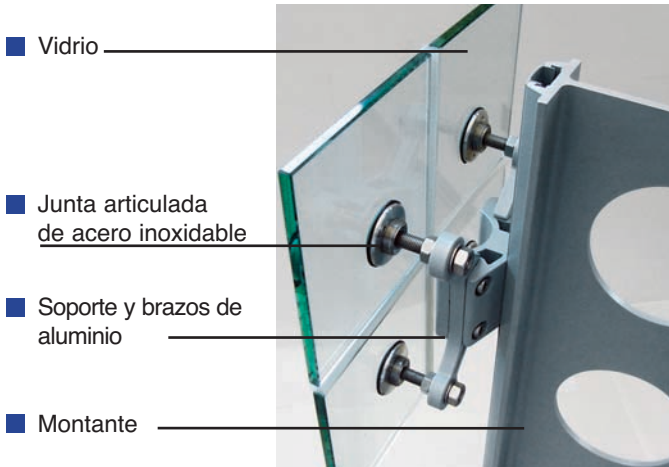 Vidrio
Junta articulada
de acero inoxidable
Soporte y brazos de
aluminio
Montante